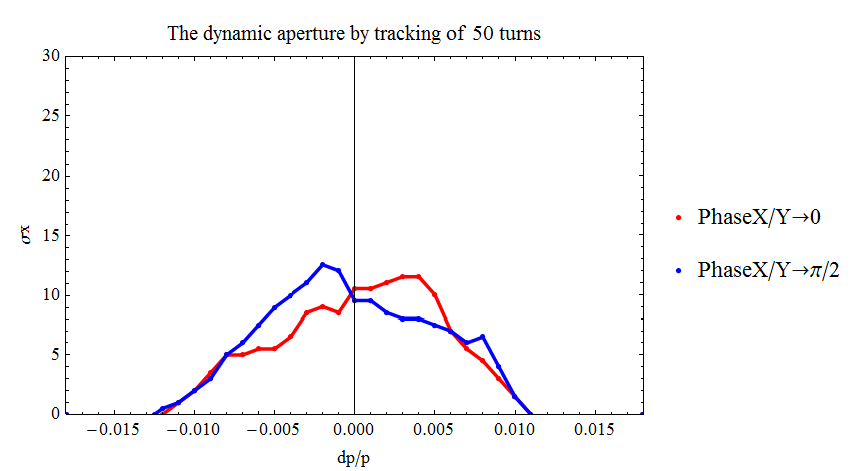 The dynamic aperture by tracking of 50 turns
30
25
20
15
10
5
0
σx
−0.015 −0.010 −0.005 0.000 0.005 0.010 0.015
dp/p
PhaseX/Y→0
PhaseX/Y→π/2